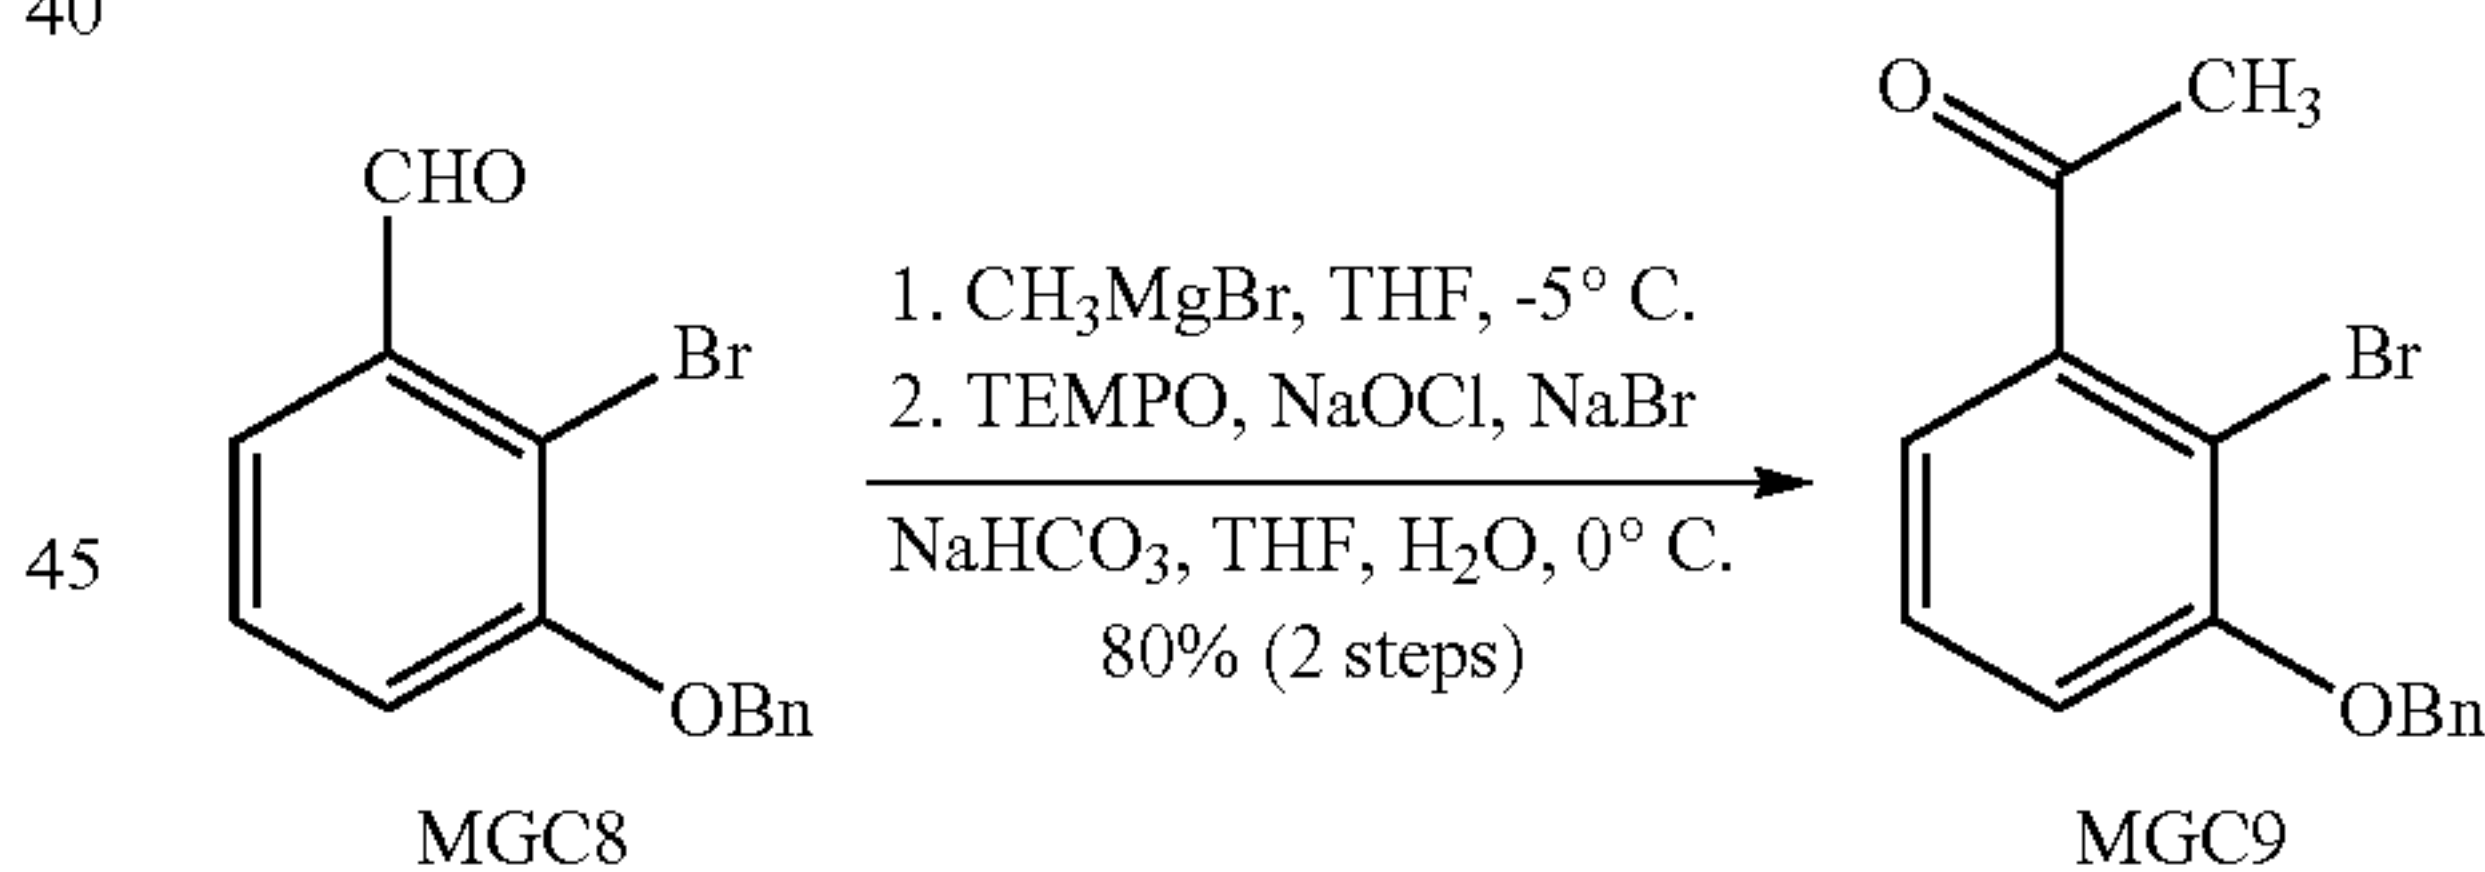 40
O
CH₃
CHO
1. CH₃MgBr, THF, -5° C.
Br
Br
2. TEMPO, NaOCl, NaBr
45
NaHCO₃, THF, H₂O, 0° C.
80% (2 steps)
OBn
OBn
MGC8
MGC9